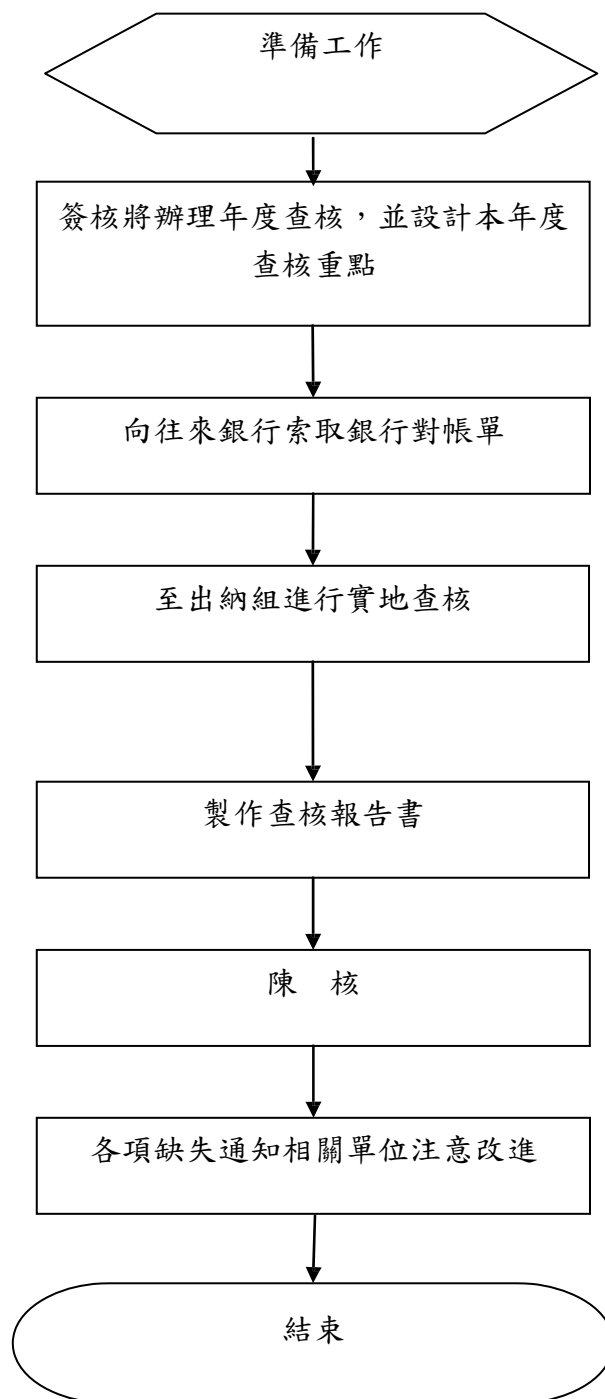 準備工作
簽核將辦理年度查核，並設計本年度
查核重點
向往來銀行索取銀行對帳單
至出納組進行實地查核
製作查核報告書
陳　核
各項缺失通知相關單位注意改進
結束